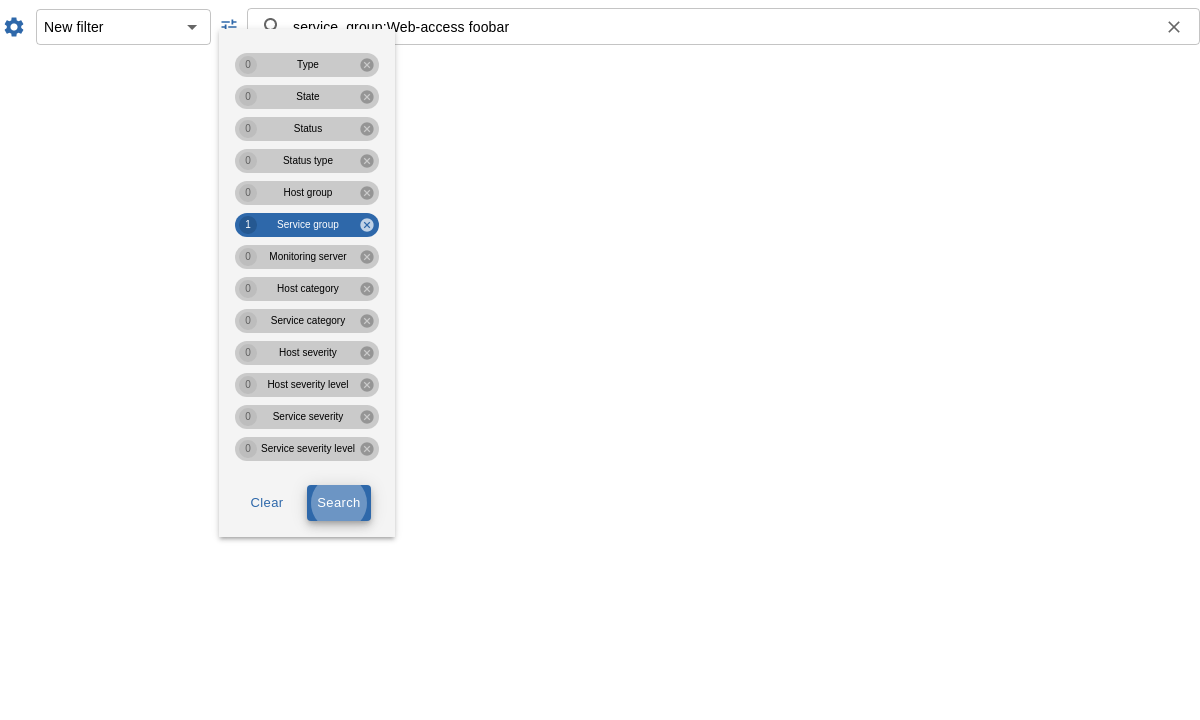 New filter
service_group:Web-access foobar
0 Type
0 State
0 Status
0 Status type
0 Host group
1 Service group
0 Monitoring server
0 Host category
0 Service category
0 Host severity
0 Host severity level
0 Service severity
0 Service severity level
Clear Search